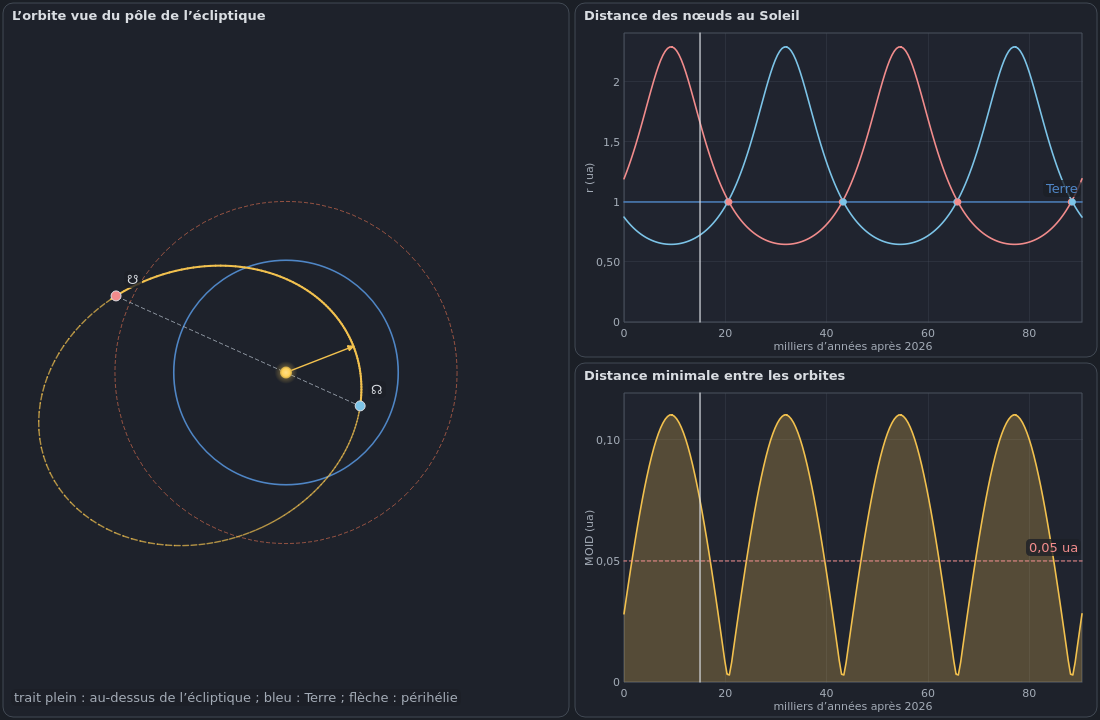 L’orbite vue du pôle de l’écliptique
☋
☊
trait plein : au-dessus de l’écliptique ; bleu : Terre ; flèche : périhélie
Distance des nœuds au Soleil
r (ua)
2
1,5
1
0,50
0
Terre
0 20 40 60 80
milliers d’années après 2026
Distance minimale entre les orbites
MOID (ua)
0,10
0,05
0
0,05 ua
0 20 40 60 80
milliers d’années après 2026